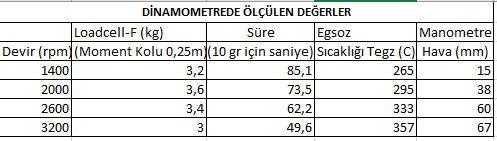 DİNAMOMETREDE ÖLÇÜLEN DEĞERLER
Loadcell-F (kg) Süre Egsoz Manometre
Devir (rpm) (Moment Kolu 0,25m) (10 gr için saniye) Sıcaklığı Tegz (C) Hava (mm)
1400 3,2 85,1 265 15
2000 3,6 73,5 295 38
2600 3,4 62,2 333 60
3200 3 49,6 357 67